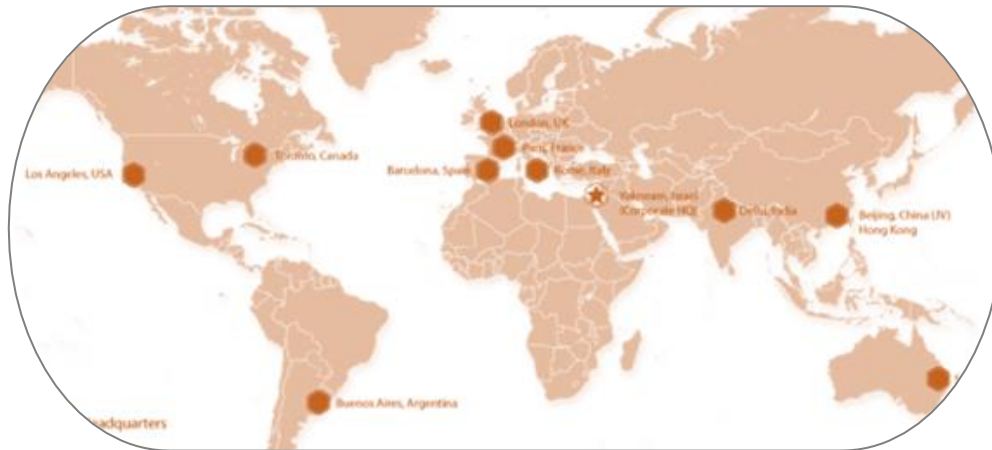 London, UK
Paris, France
Toronto, Canada
Los Angeles, USA
Barcelona, Spain
Rome, Italy
Yokneam, Israel
(Corporate HQ)
Delhi, India
Beijing, China (JV)
Hong Kong
Buenos Aires, Argentina
eadquarters